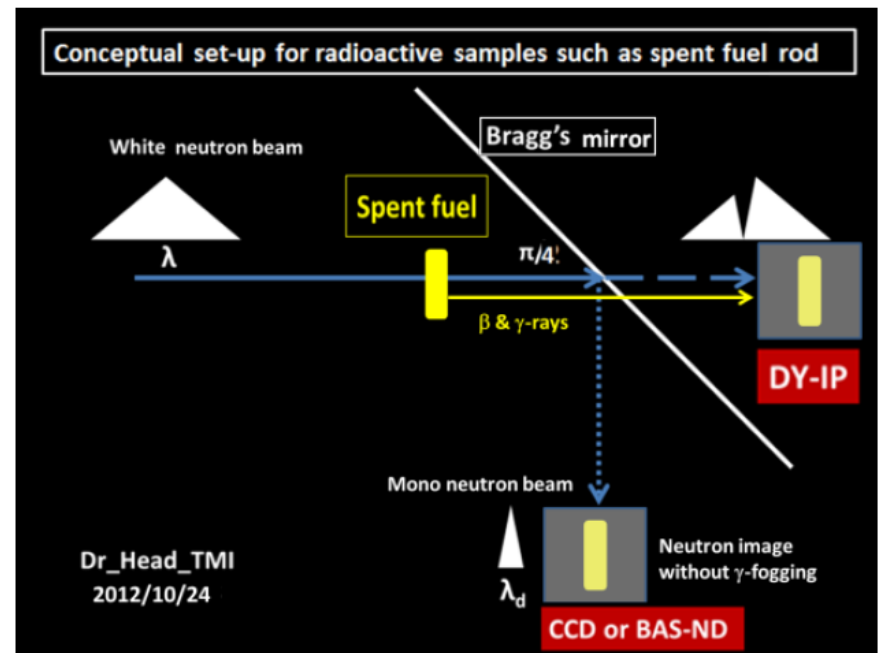 Conceptual set-up for radioactive samples such as spent fuel rod
White neutron beam
Bragg's mirror
Spent fuel
λ
π/4!
β & γ-rays
DY-IP
Mono neutron beam
λd
Neutron image
without γ-fogging
CCD or BAS-ND
Dr_Head_TMI
2012/10/24